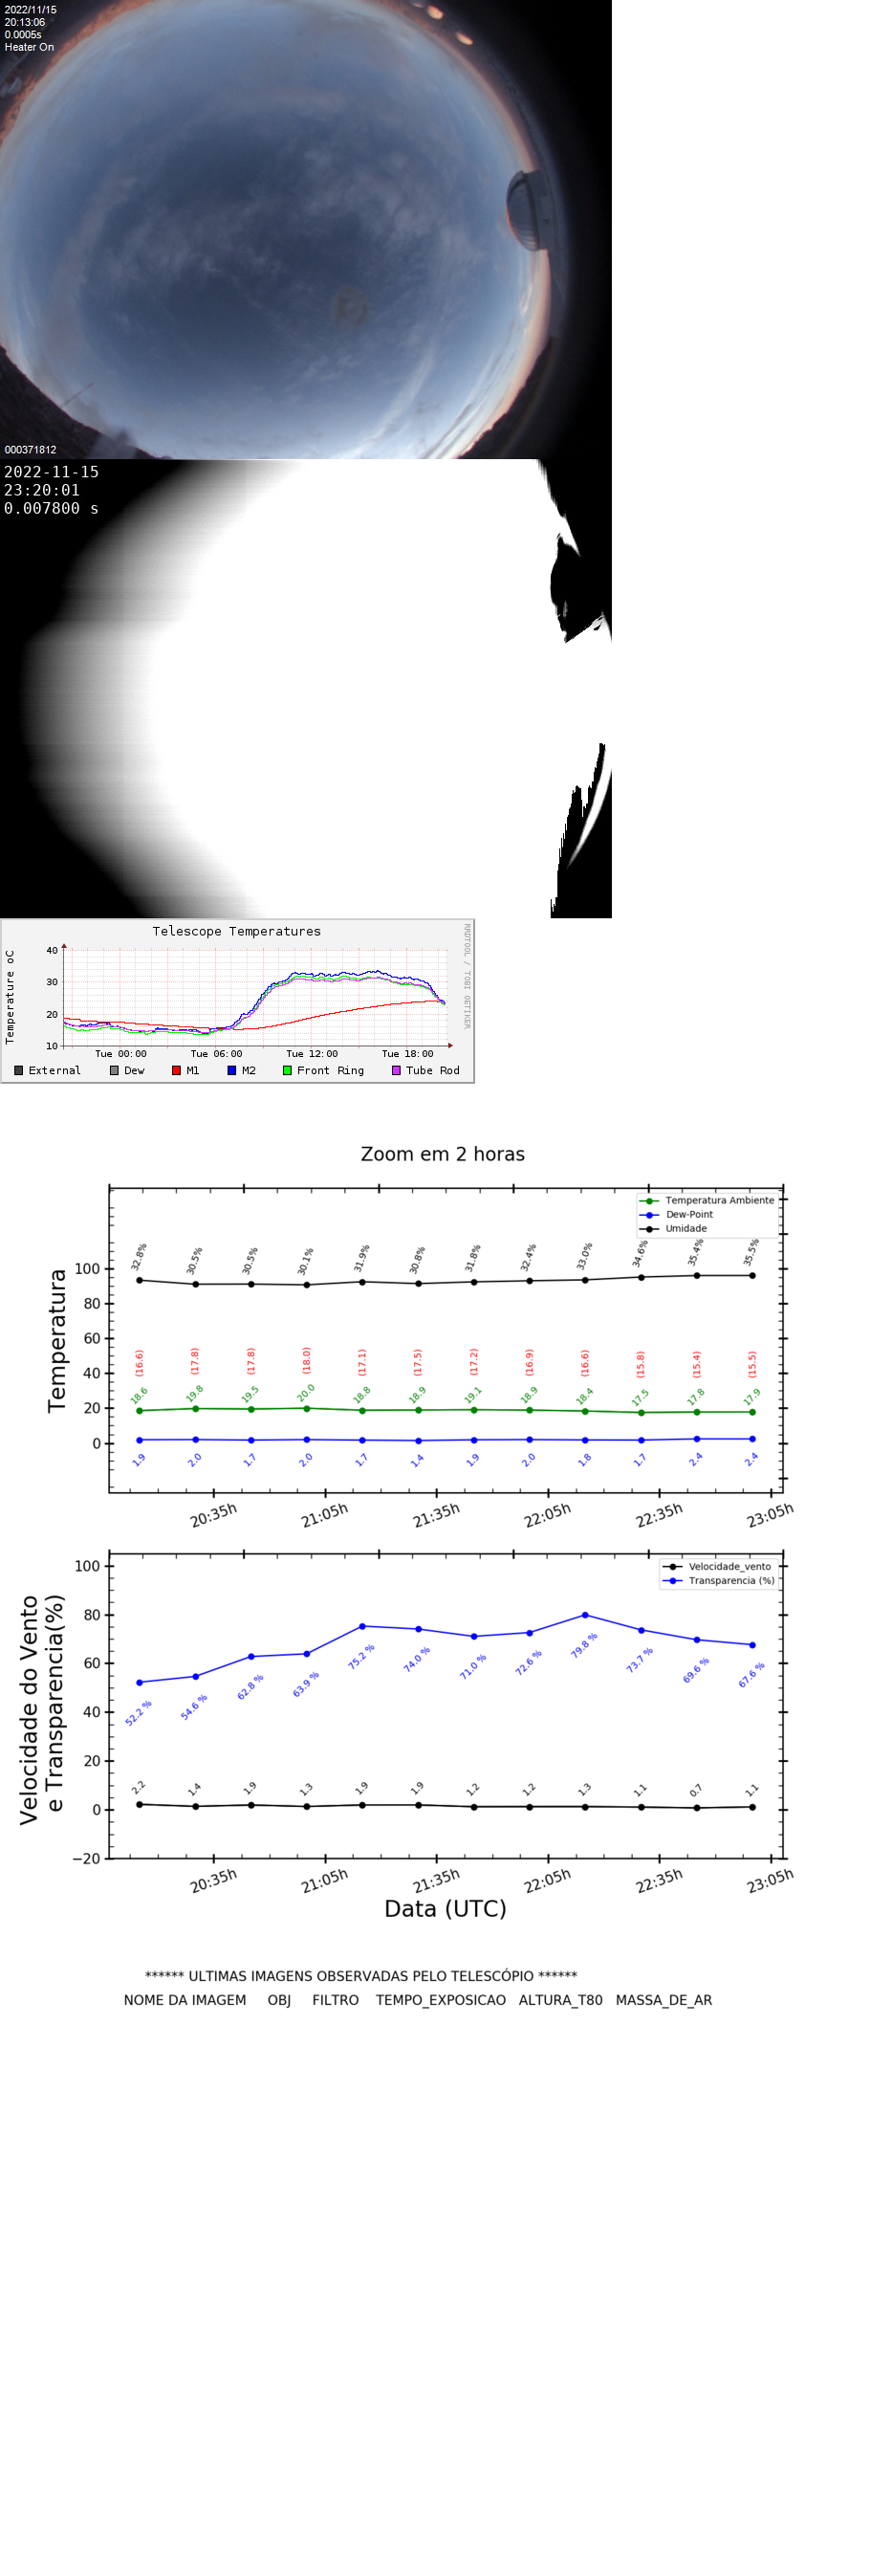 2022/11/15
20:13:06
0.0005s
Heater On
000371812
2022-11-15
23:20:01
0.007800 s
Telescope Temperatures
RRDTOOL / TOBI OETIKER
Temperature oC
40
30
20
10
Tue 00:00 Tue 06:00 Tue 12:00 Tue 18:00
External Dew M1 M2 Front Ring Tube Rod
Zoom em 2 horas
Temperatura Ambiente
Dew-Point
Umidade
Temperatura
100
80
60
40
20
0
32.8% 30.5% 30.5% 30.1% 31.9% 30.8% 31.8% 32.4% 33.0% 34.6% 35.4% 35.5%
(16.6) (17.8) (17.8) (18.0) (17.1) (17.5) (17.2) (16.9) (16.6) (15.8) (15.4) (15.5)
18.6 19.8 19.5 20.0 18.8 18.9 19.1 18.9 18.4 17.5 17.8 17.9
1.9 2.0 1.7 2.0 1.7 1.4 1.9 2.0 1.8 1.7 2.4 2.4
20:35h 21:05h 21:35h 22:05h 22:35h 23:05h
Velocidade_vento
Transparencia (%)
Velocidade do Vento
e Transparencia(%)
100
80
60
40
20
0
−20
52.2 % 54.6 % 62.8 % 63.9 % 75.2 % 74.0 % 71.0 % 72.6 % 79.8 % 73.7 % 69.6 % 67.6 %
2.2 1.4 1.9 1.3 1.9 1.9 1.2 1.2 1.3 1.1 0.7 1.1
20:35h 21:05h 21:35h 22:05h 22:35h 23:05h
Data (UTC)
****** ULTIMAS IMAGENS OBSERVADAS PELO TELESCÓPIO ******
NOME DA IMAGEM OBJ FILTRO TEMPO_EXPOSICAO ALTURA_T80 MASSA_DE_AR